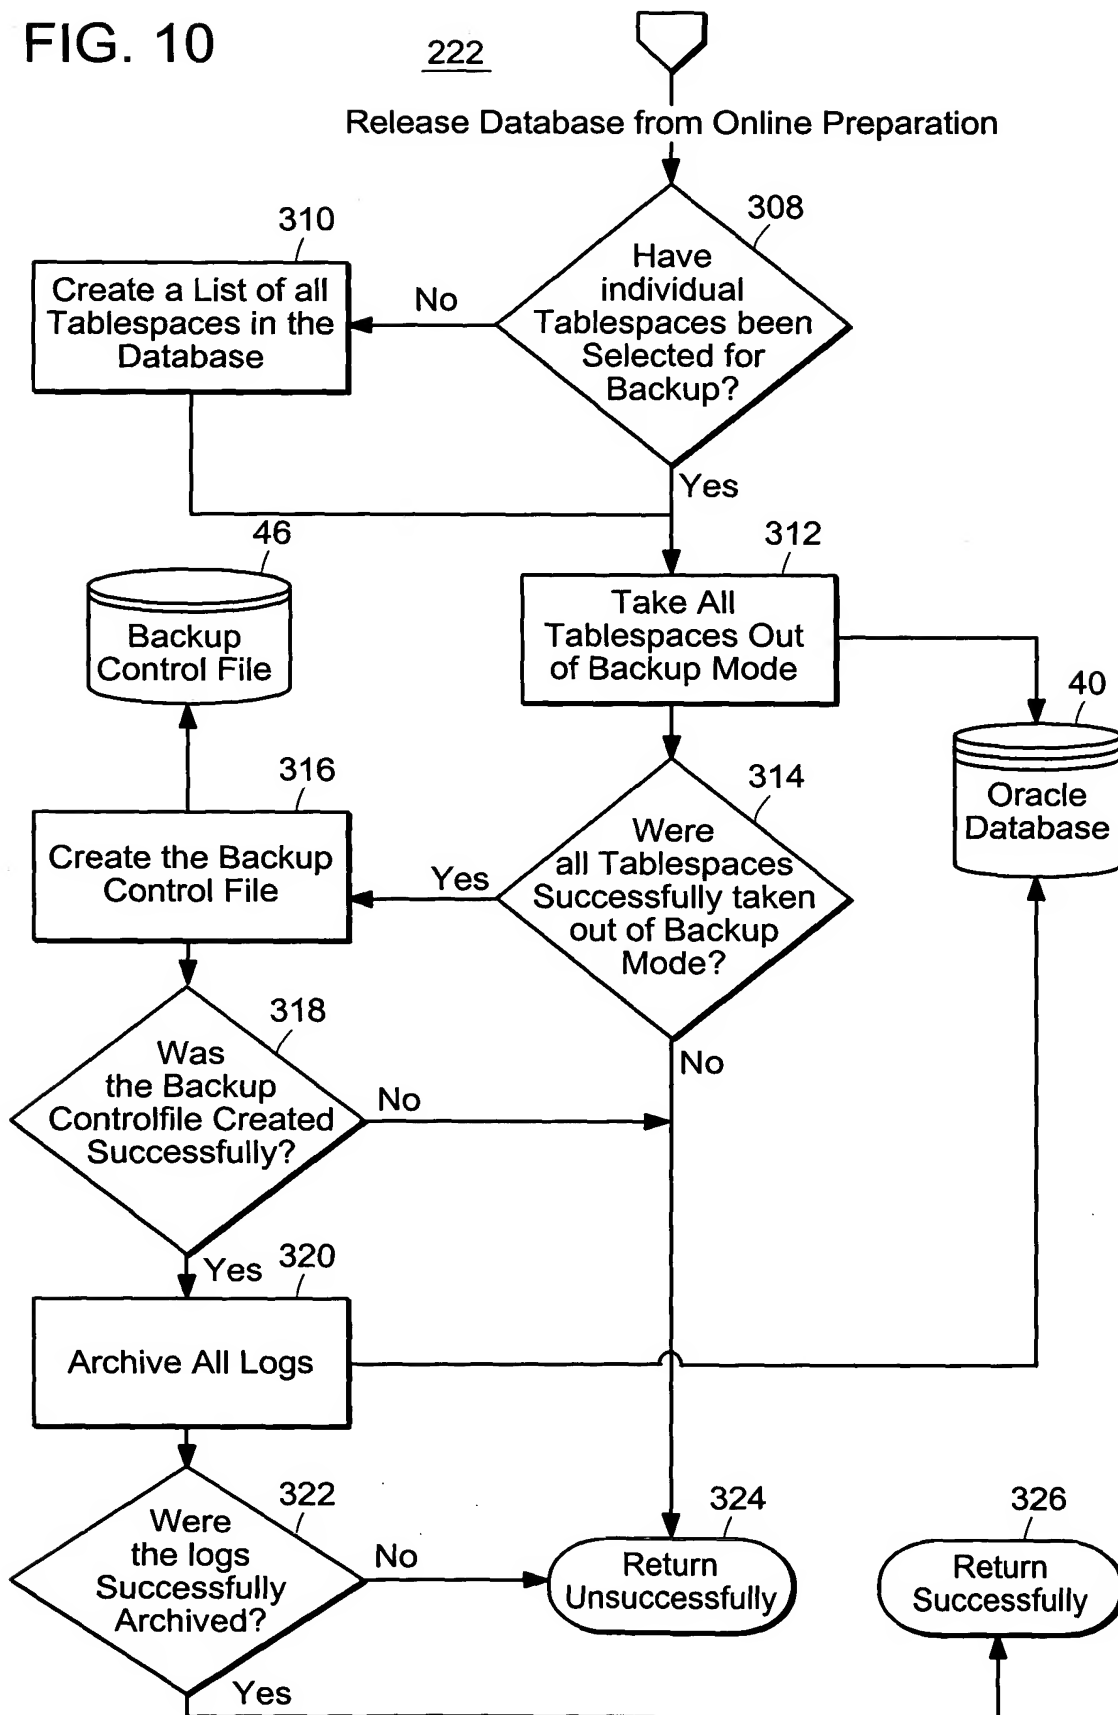 FIG. 10
222
Release Database from Online Preparation
308
Have
individual
Tablespaces been
Selected for
Backup?
310
Create a List of all
Tablespaces in the
Database
No
Yes
46
Backup
Control File
312
Take All
Tablespaces Out
of Backup Mode
40
Oracle
Database
316
Create the Backup
Control File
314
Were
all Tablespaces
Successfully taken
out of Backup
Mode?
Yes
No
318
Was
the Backup
Controlfile Created
Successfully?
No
Yes
320
Archive All Logs
322
Were
the logs
Successfully
Archived?
No
Yes
324
Return
Unsuccessfully
326
Return
Successfully